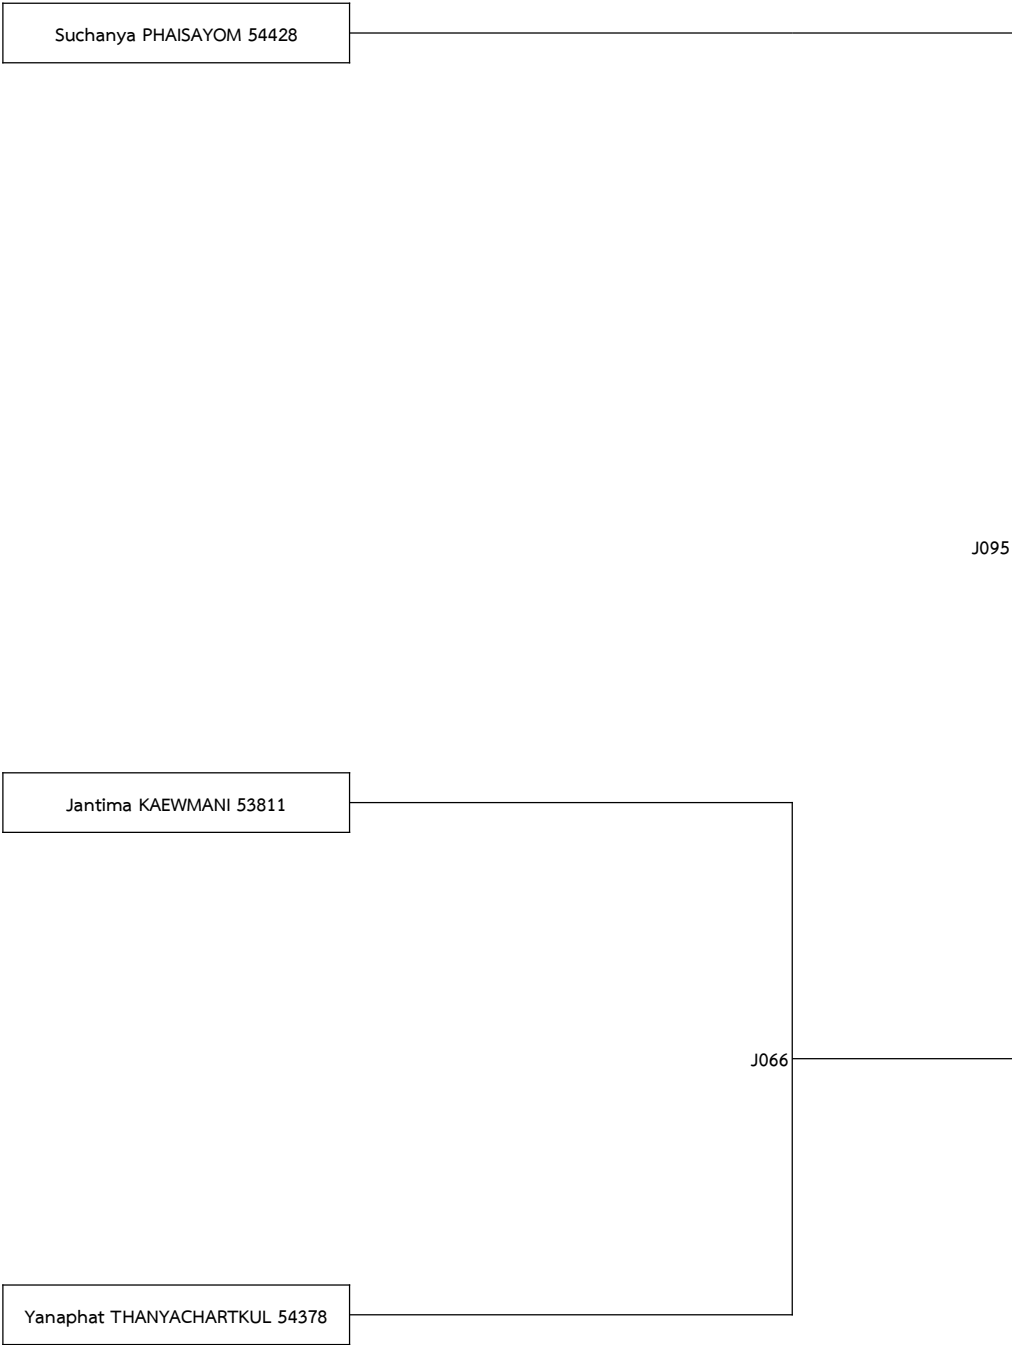 Suchanya PHAISAYOM 54428
J095
Jantima KAEWMANI 53811
J066
Yanaphat THANYACHARTKUL 54378